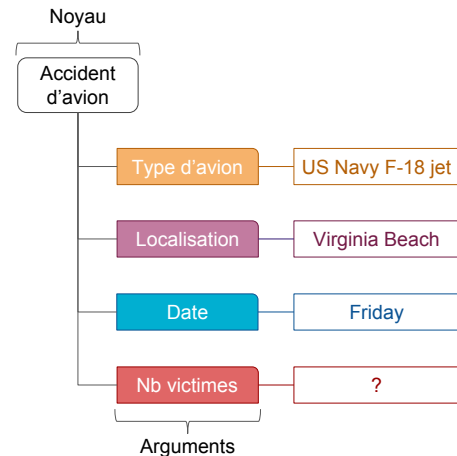 Noyau
Accident
d'avion
Type d'avion
US Navy F-18 jet
Localisation
Virginia Beach
Date
Friday
Nb victimes
?
Arguments